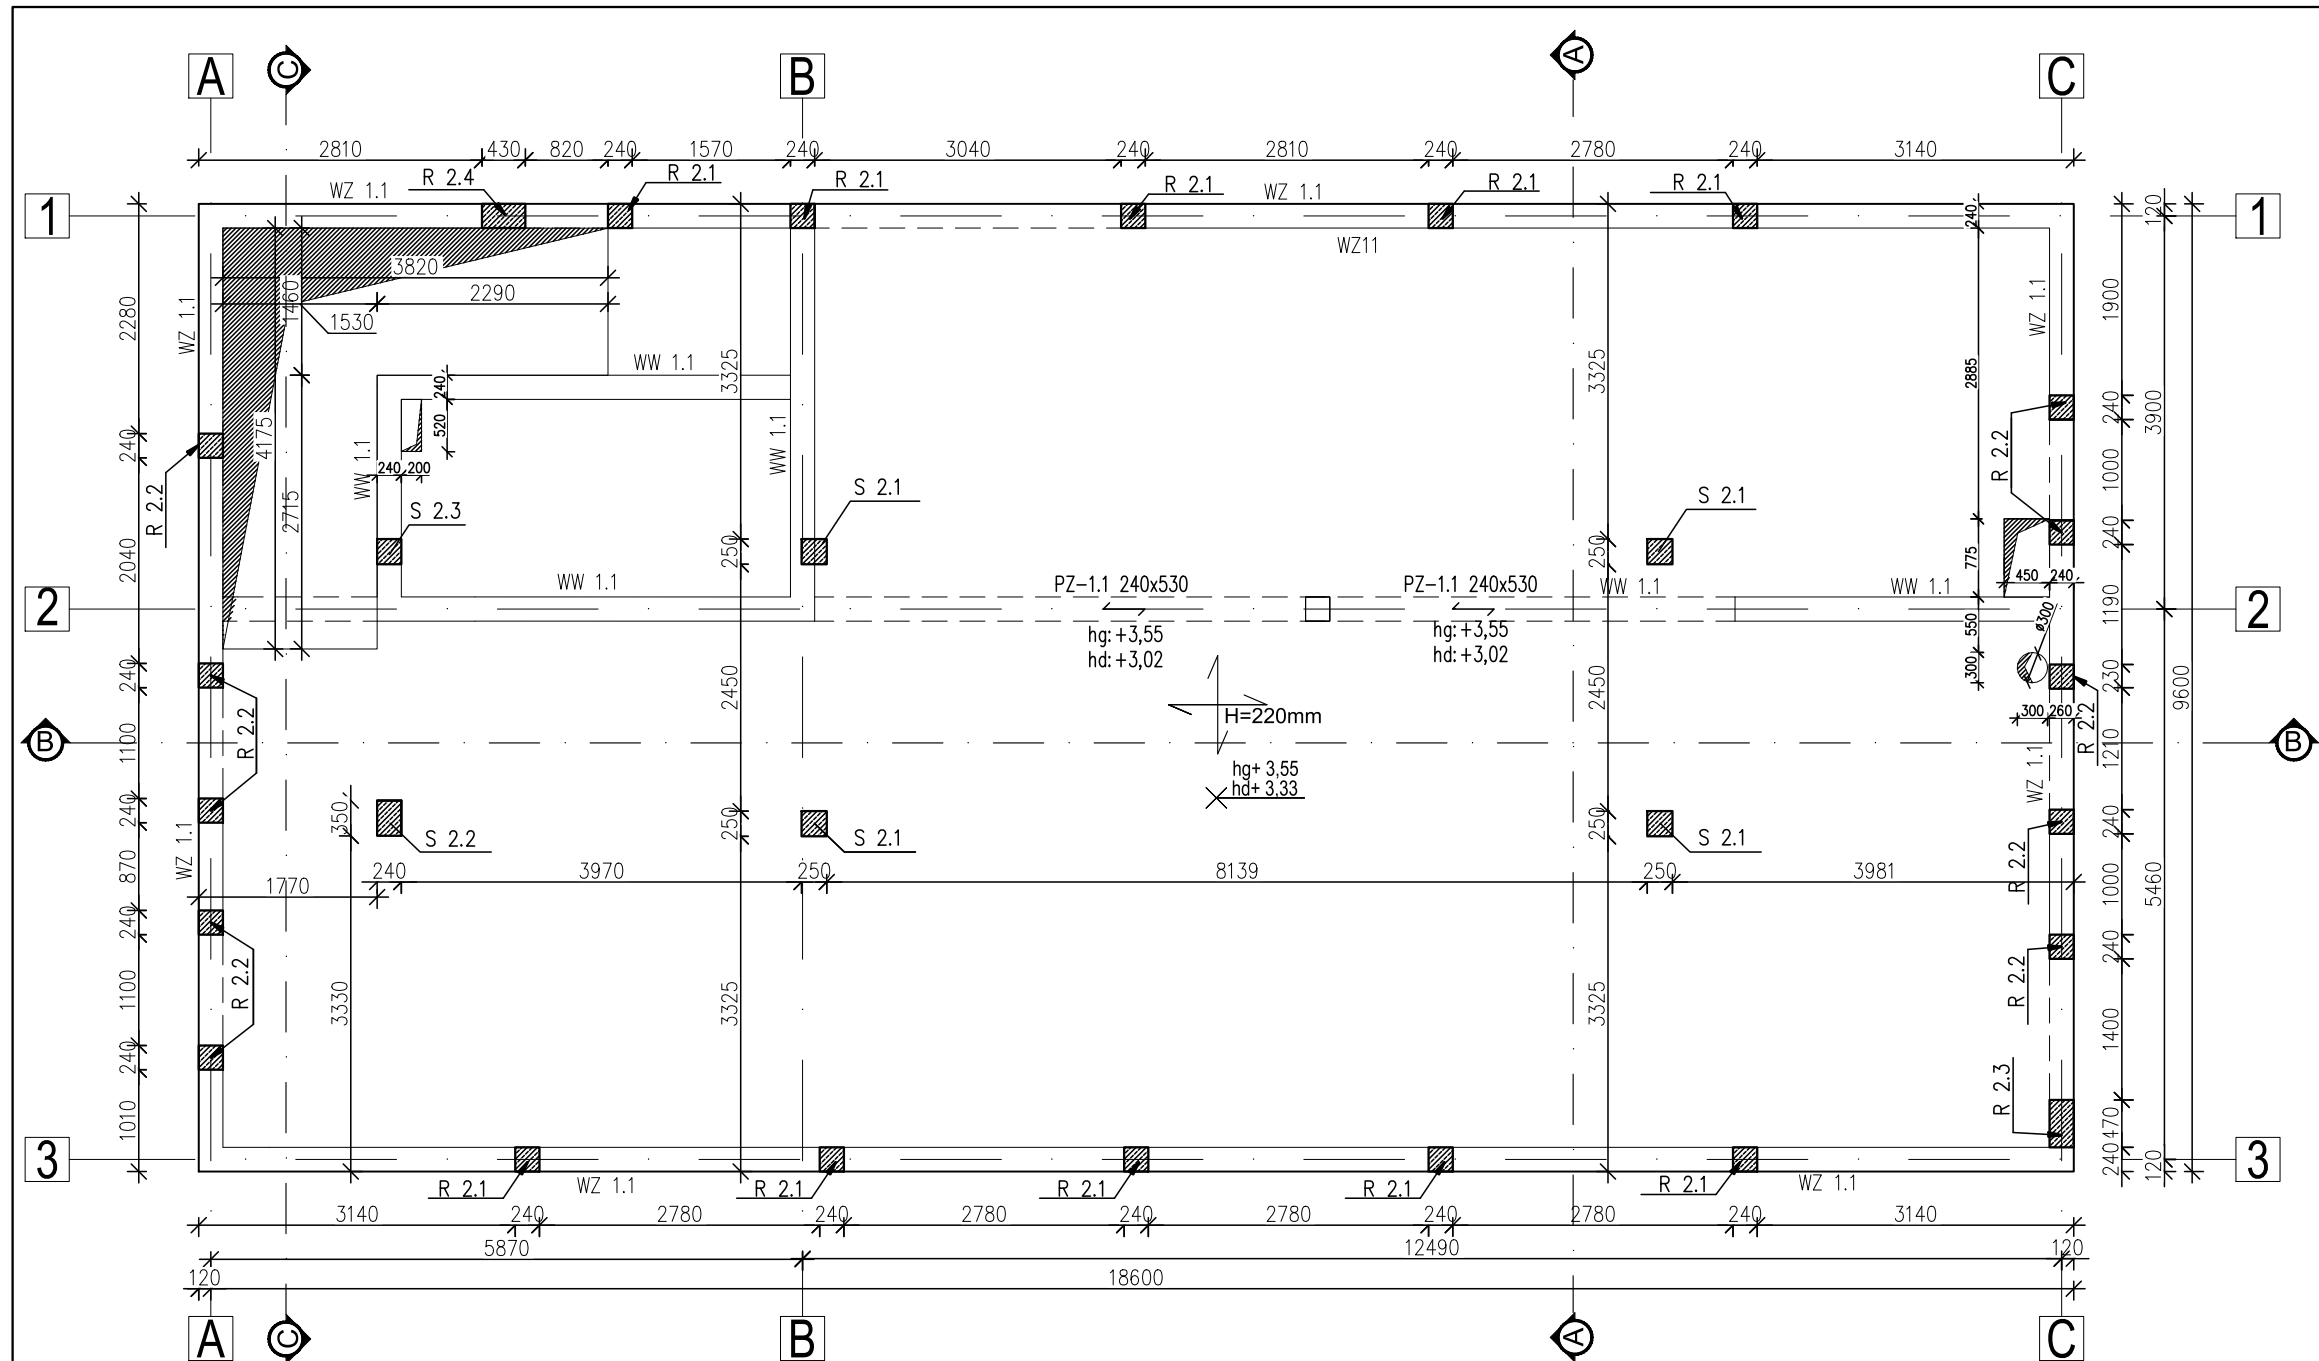 A
C
B
A
C
2810
430
820
240
1570
240
3040
240
2810
240
2780
240
3140
WZ 1.1
R 2.4
R 2.1
R 2.1
R 2.1
WZ 1.1
R 2.1
R 2.1
1
240
120
1
WZ11
3820
2290
1460
1530
2280
WZ 1.1
3325
3325
WZ 1.1
1900
2885
WW 1.1
240
520
240
3900
4175
WW 1.1
WW 1.1
240
240 200
R 2.2
R 2.2
1000
2715
S 2.3
S 2.1
S 2.1
240
2040
250
250
775
WW 1.1
PZ-1.1 240x530
PZ-1.1 240x530
WW 1.1
WW 1.1
450
240
2
hg: +3,55
hd: +3,02
hg: +3,55
hd: +3,02
550
ø300
1190
2
240
2450
2450
300
230
9600
R 2.2
H=220mm
300
260
R 2.2
B
1100
WZ 1.1
1210
B
hg+ 3,55
hd+ 3,33
240
350
250
250
240
WZ 1.1
S 2.2
S 2.1
S 2.1
870
1770
240
3970
250
8139
250
3981
R 2.2
1000
5460
240
R 2.2
R 2.2
240
1100
3330
3325
3325
1400
240
R 2.3
1010
470
3
240
120
3
R 2.1
WZ 1.1
R 2.1
R 2.1
R 2.1
R 2.1
WZ 1.1
3140
240
2780
240
2780
240
2780
240
2780
240
3140
5870
12490
120
120
18600
A
C
B
A
C